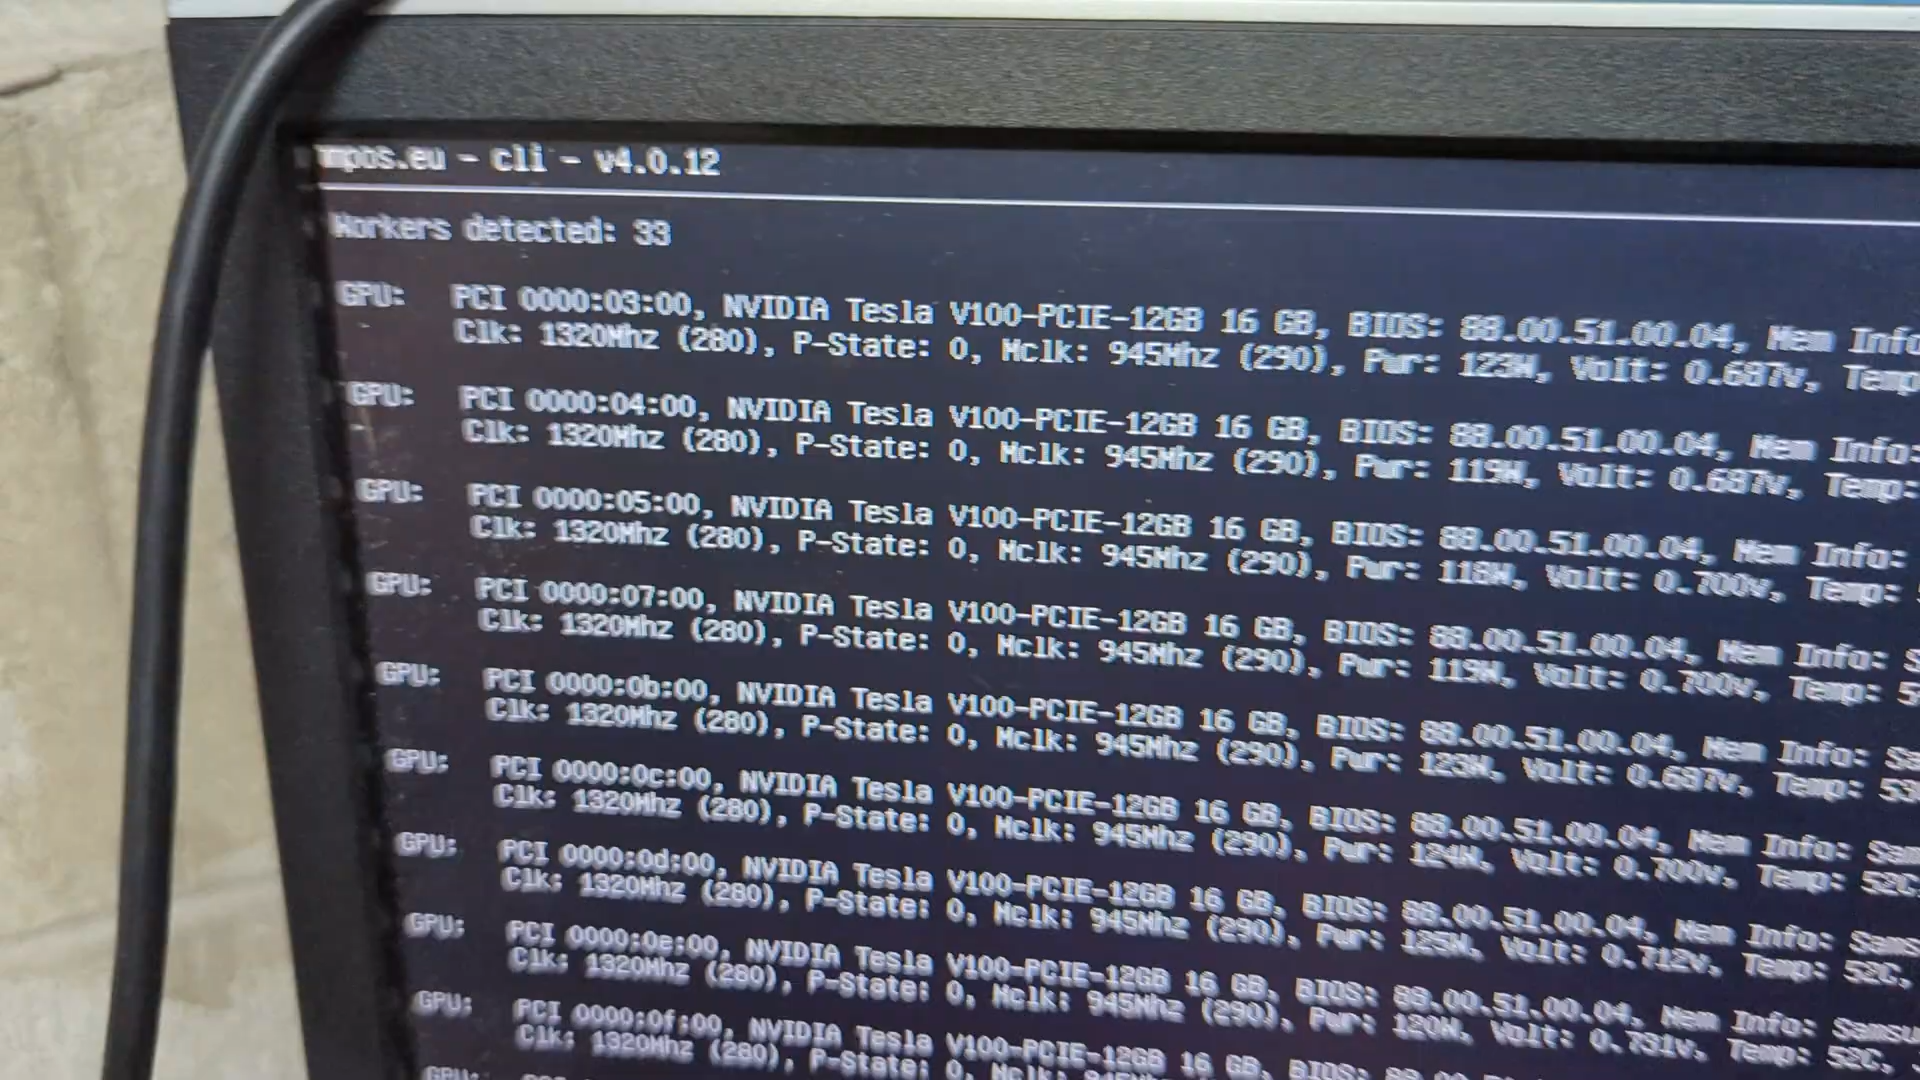 mpos.eu - cli - v4.0.12
Workers detected: 33
GPU: PCI 0000:03:00, NVIDIA Tesla V100-PCIE-12GB 16 GB, BIOS: 88.00.51.00.04, Mem Info
Clk: 1320Mhz (280), P-State: 0, Mclk: 945Mhz (290), Pwr: 123W, Volt: 0.687v, Temp
GPU: PCI 0000:04:00, NVIDIA Tesla V100-PCIE-12GB 16 GB, BIOS: 88.00.51.00.04, Mem Info:
Clk: 1320Mhz (280), P-State: 0, Mclk: 945Mhz (290), Pwr: 119W, Volt: 0.687v, Temp:
GPU: PCI 0000:05:00, NVIDIA Tesla V100-PCIE-12GB 16 GB, BIOS: 88.00.51.00.04, Mem Info:
Clk: 1320Mhz (280), P-State: 0, Mclk: 945Mhz (290), Pwr: 118W, Volt: 0.700v, Temp:
GPU: PCI 0000:07:00, NVIDIA Tesla V100-PCIE-12GB 16 GB, BIOS: 88.00.51.00.04, Mem Info: S
Clk: 1320Mhz (280), P-State: 0, Mclk: 945Mhz (290), Pwr: 119W, Volt: 0.700v, Temp: 5
GPU: PCI 0000:0b:00, NVIDIA Tesla V100-PCIE-12GB 16 GB, BIOS: 88.00.51.00.04, Mem Info: Sa
Clk: 1320Mhz (280), P-State: 0, Mclk: 945Mhz (290), Pwr: 123W, Volt: 0.687v, Temp: 53
GPU: PCI 0000:0c:00, NVIDIA Tesla V100-PCIE-12GB 16 GB, BIOS: 88.00.51.00.04, Mem Info: Sam
Clk: 1320Mhz (280), P-State: 0, Mclk: 945Mhz (290), Pwr: 124W, Volt: 0.700v, Temp: 52C
GPU: PCI 0000:0d:00, NVIDIA Tesla V100-PCIE-12GB 16 GB, BIOS: 88.00.51.00.04, Mem Info: Sams
Clk: 1320Mhz (280), P-State: 0, Mclk: 945Mhz (290), Pwr: 125W, Volt: 0.712v, Temp: 52C,
GPU: PCI 0000:0e:00, NVIDIA Tesla V100-PCIE-12GB 16 GB, BIOS: 88.00.51.00.04, Mem Info: Samsu
Clk: 1320Mhz (280), P-State: 0, Mclk: 945Mhz (290), Pwr: 120W, Volt: 0.731v, Temp: 52C,
GPU: PCI 0000:0f:00, NVIDIA Tesla V100-PCIE-12GB 16 GB,
Clk: 1320Mhz (280), P-State: 0,
GPU: